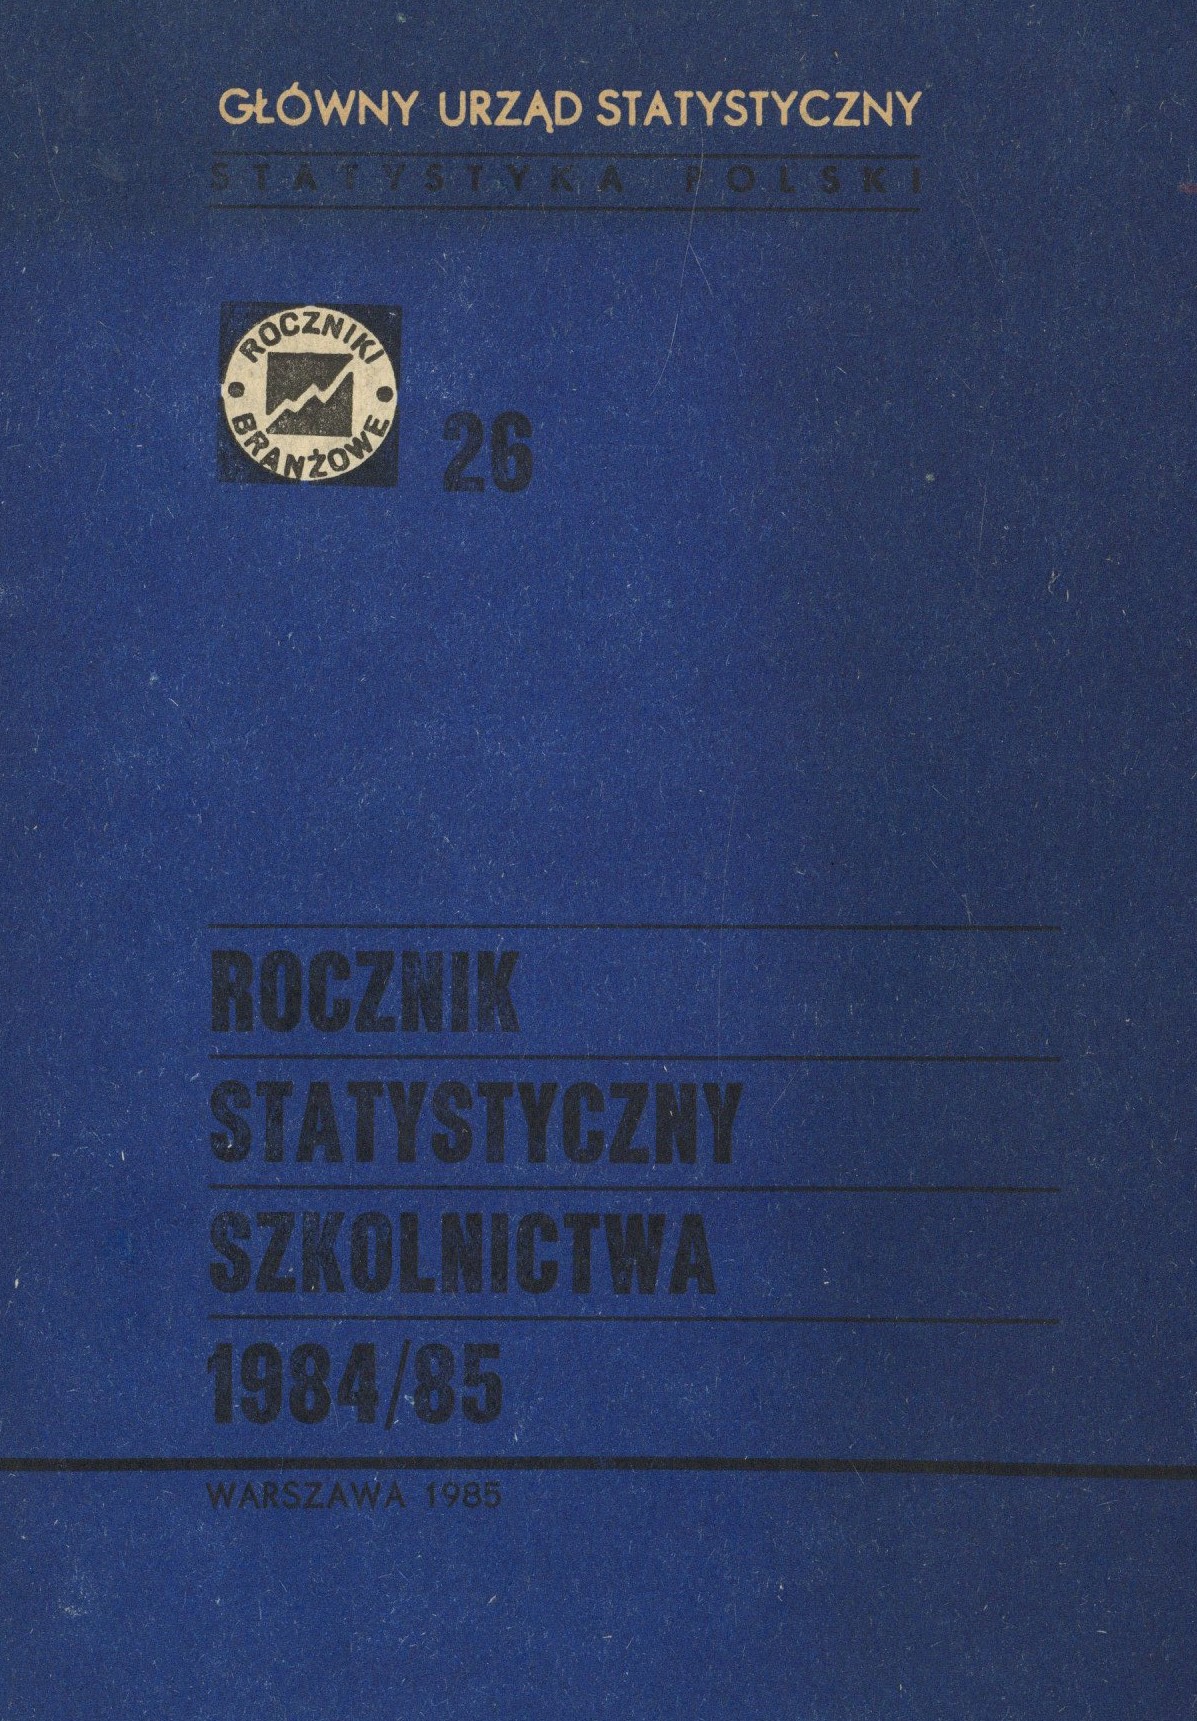 GŁÓWNY URZĄD STATYSTYCZNY
STATYSTYKA POLSKI
ROCZNIKI
BRANŻOWE
26
ROCZNIK
STATYSTYCZNY
SZKOLNICTWA
1984/85
WARSZAWA 1985